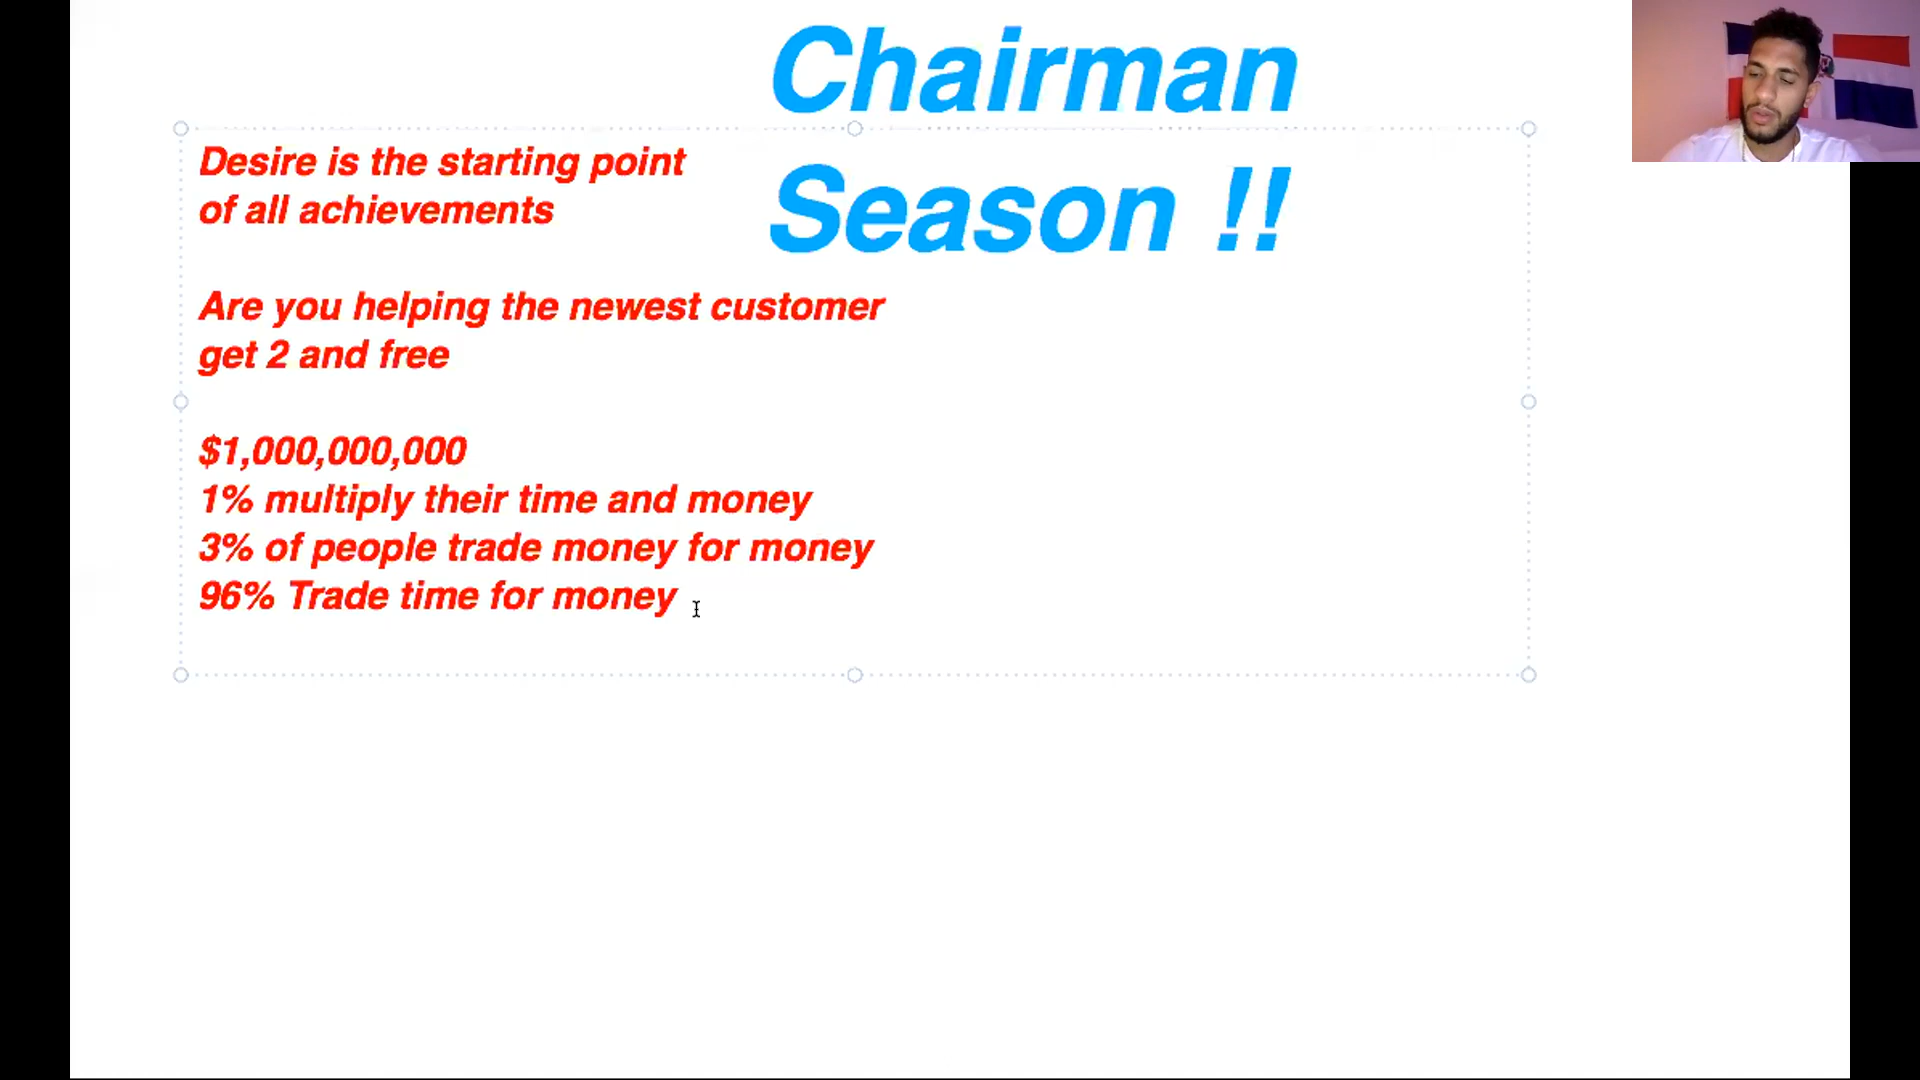 Chairman
Season !!
Desire is the starting point
of all achievements
Are you helping the newest customer
get 2 and free
$1,000,000,000
1% multiply their time and money
3% of people trade money for money
96% Trade time for money